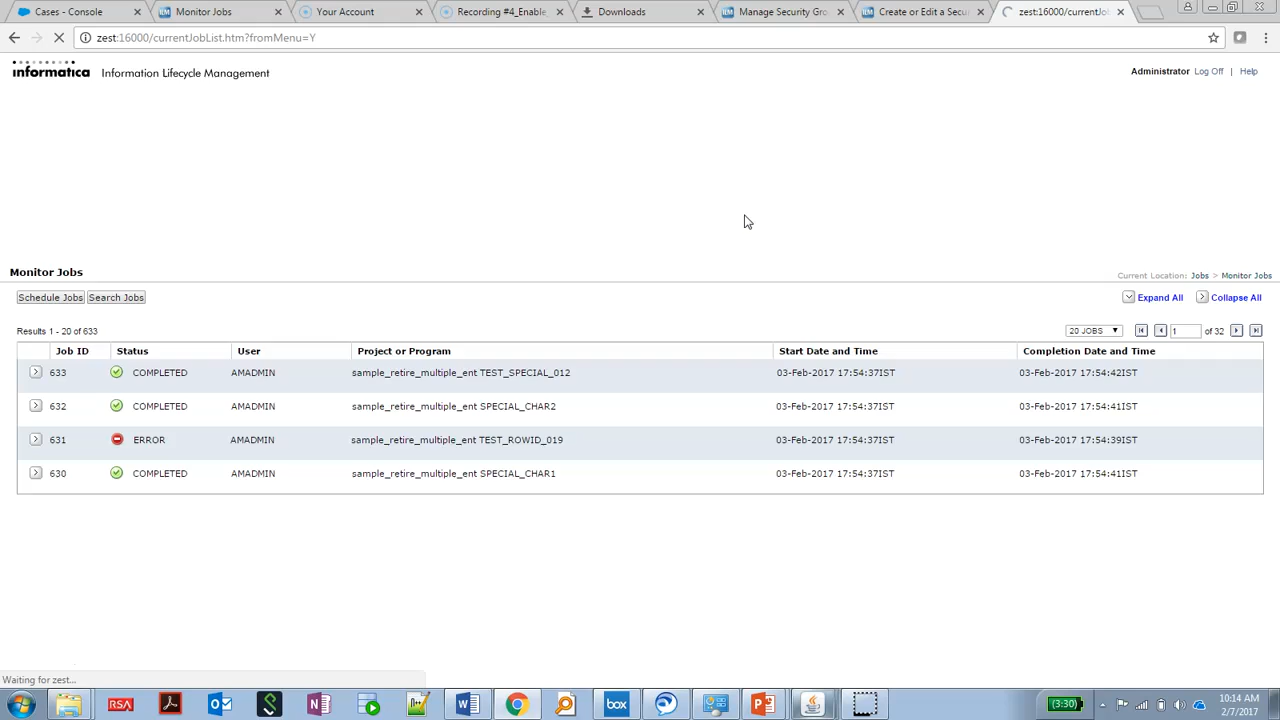 Cases - Console
Monitor Jobs
Your Account
Recording #4_Enable
Downloads
Manage Security Gro
Create or Edit a Secu
zest:16000/currentJo
zest:16000/currentJobList.htm?fromMenu=Y
informatica Information Lifecycle Management
Administrator Log Off | Help
Monitor Jobs
Current Location: Jobs > Monitor Jobs
Schedule Jobs Search Jobs
Expand All Collapse All
Results 1 - 20 of 633
20 JOBS 1 of 32
Job ID Status User Project or Program Start Date and Time Completion Date and Time
633 COMPLETED AMADMIN sample_retire_multiple_ent TEST_SPECIAL_012 03-Feb-2017 17:54:37IST 03-Feb-2017 17:54:42IST
632 COMPLETED AMADMIN sample_retire_multiple_ent SPECIAL_CHAR2 03-Feb-2017 17:54:37IST 03-Feb-2017 17:54:41IST
631 ERROR AMADMIN sample_retire_multiple_ent TEST_ROWID_019 03-Feb-2017 17:54:37IST 03-Feb-2017 17:54:39IST
630 COMPLETED AMADMIN sample_retire_multiple_ent SPECIAL_CHAR1 03-Feb-2017 17:54:37IST 03-Feb-2017 17:54:41IST
Waiting for zest...
RSA
box
(3:30)
10:14 AM
2/7/2017